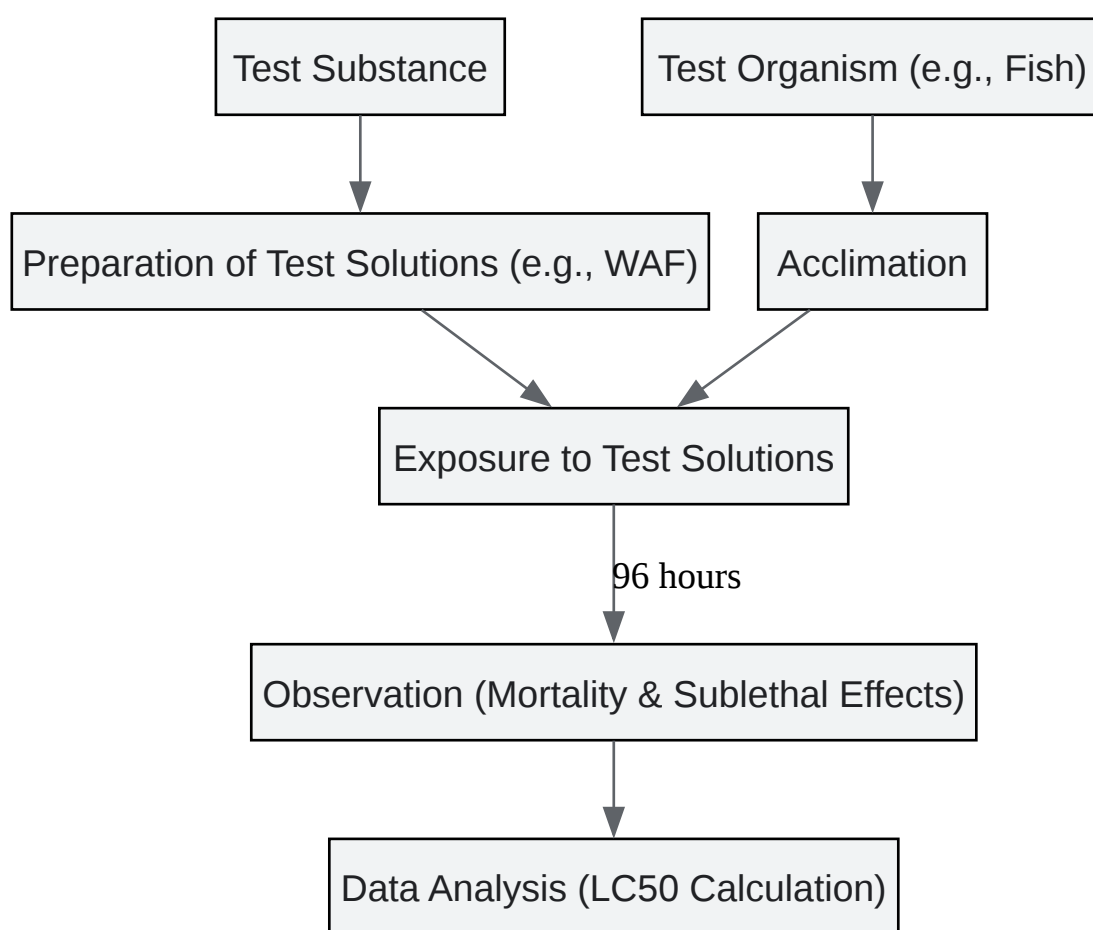 Test Substance
Test Organism (e.g., Fish)
Preparation of Test Solutions (e.g., WAF)
Acclimation
Exposure to Test Solutions
96 hours
Observation (Mortality & Sublethal Effects)
Data Analysis (LC50 Calculation)